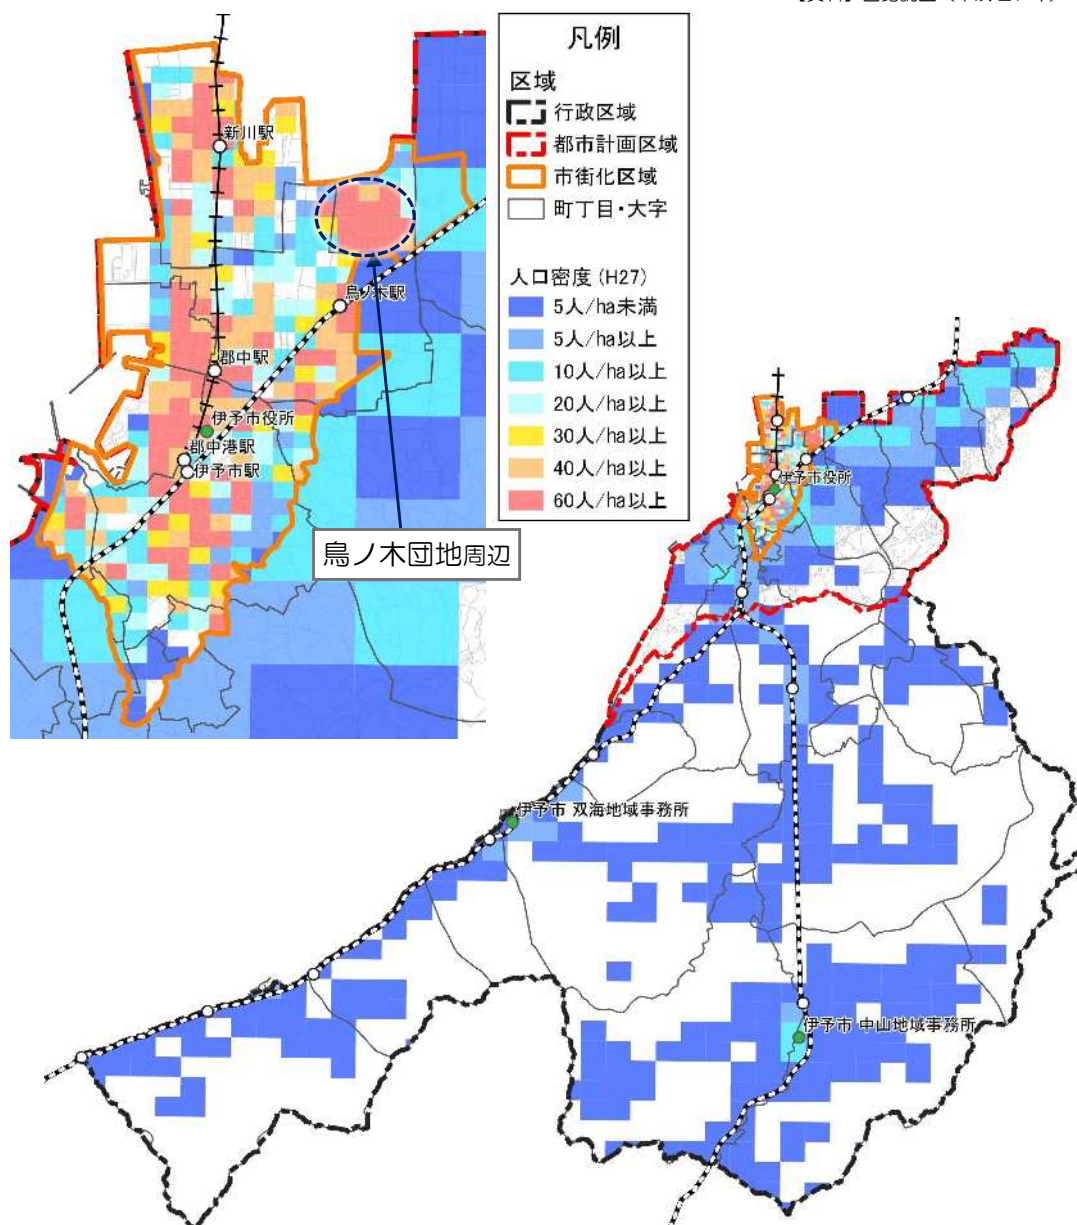 凡例
区域
行政区域
都市計画区域
市街化区域
町丁目・大字
人口密度 (H27)
5人/ha未満
5人/ha以上
10人/ha以上
20人/ha以上
30人/ha以上
40人/ha以上
60人/ha以上
新川駅
鳥ノ木駅
郡中駅
伊予市役所
郡中港駅
伊予市駅
鳥ノ木団地周辺
伊予市役所
伊予市 双海地域事務所
伊予市 中山地域事務所